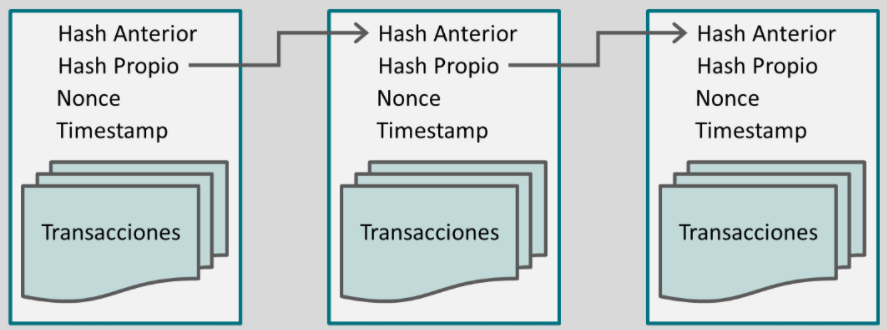 Hash Anterior
Hash Propio
Nonce
Timestamp
Transacciones
Hash Anterior
Hash Propio
Nonce
Timestamp
Transacciones
Hash Anterior
Hash Propio
Nonce
Timestamp
Transacciones